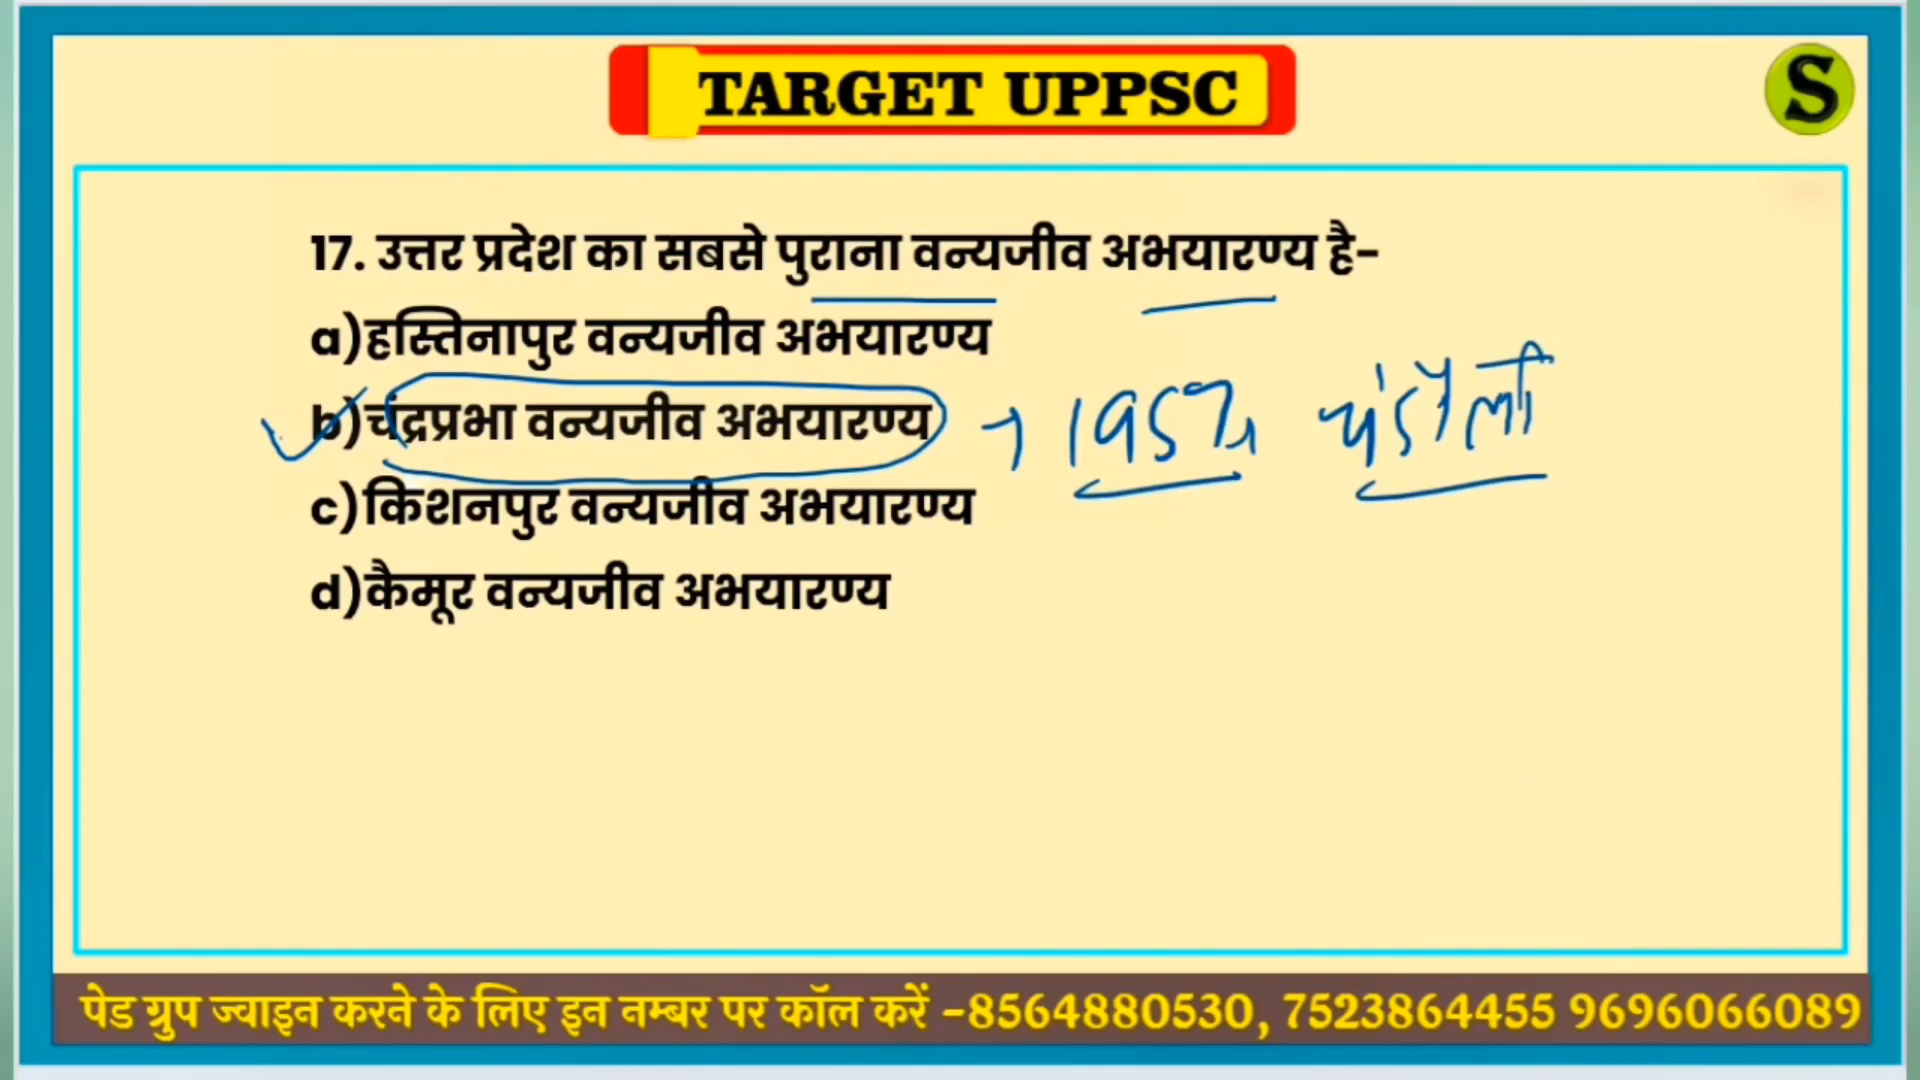 TARGET UPPSC
S
17. उत्तर प्रदेश का सबसे पुराना वन्यजीव अभयारण्य है-
a)हस्तिनापुर वन्यजीव अभयारण्य
b)चंद्रप्रभा वन्यजीव अभयारण्य → 1957, चंदौली
c)किशनपुर वन्यजीव अभयारण्य
d)कैमूर वन्यजीव अभयारण्य
पेड ग्रुप ज्वाइन करने के लिए इन नम्बर पर कॉल करें -8564880530, 7523864455 9696066089